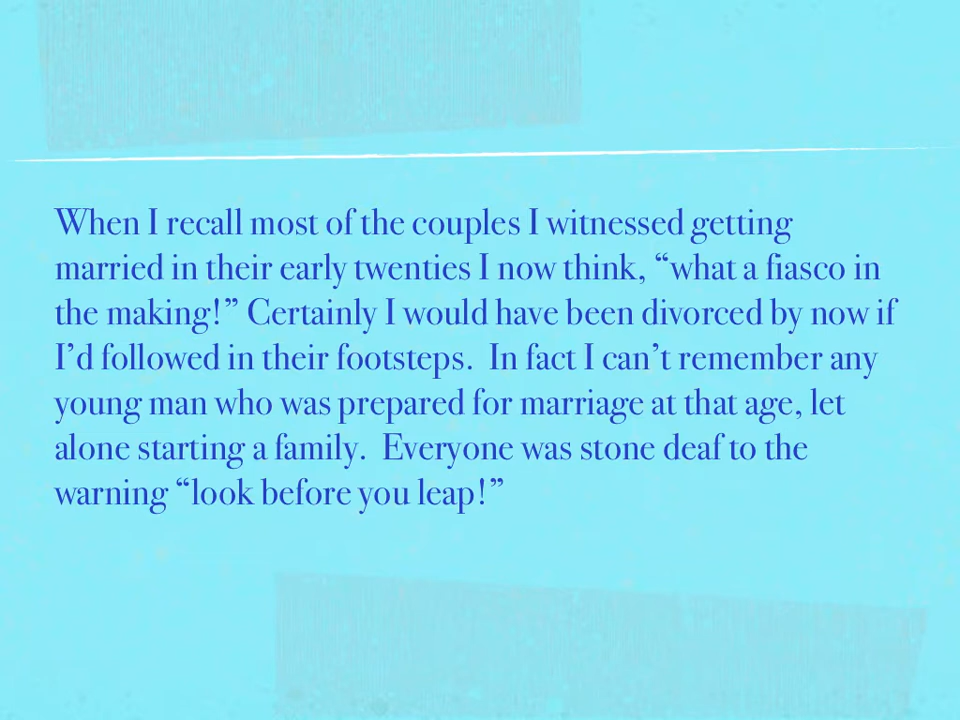 When I recall most of the couples I witnessed getting
married in their early twenties I now think, “what a fiasco in
the making!” Certainly I would have been divorced by now if
I’d followed in their footsteps.  In fact I can’t remember any
young man who was prepared for marriage at that age, let
alone starting a family.  Everyone was stone deaf to the
warning “look before you leap!”